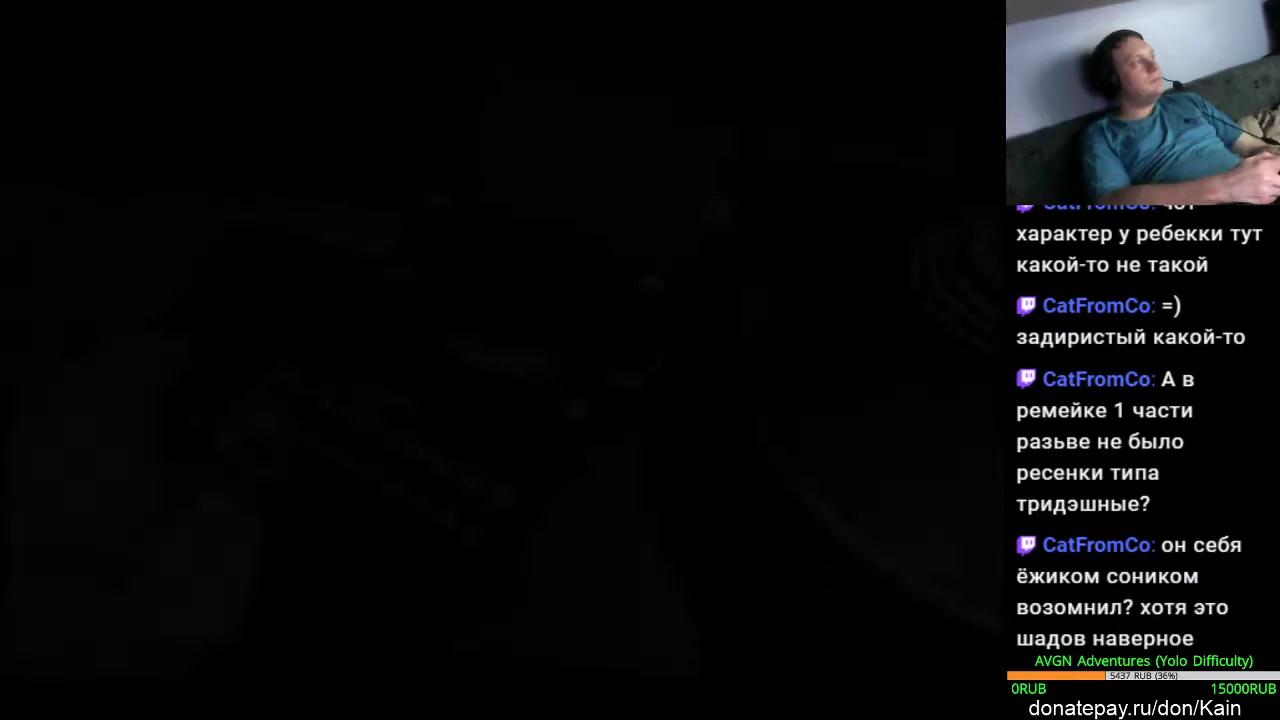 CatFromCo: чот
характер у ребекки тут
какой-то не такой
CatFromCo: =)
задиристый какой-то
CatFromCo: А в
ремейке 1 части
разьве не было
ресенки типа
тридэшные?
CatFromCo: он себя
ёжиком соником
возомнил? хотя это
шадов наверное
AVGN Adventures (Yolo Difficulty)
5437 RUB (36%)
0RUB 15000RUB
donatepay.ru/don/Kain